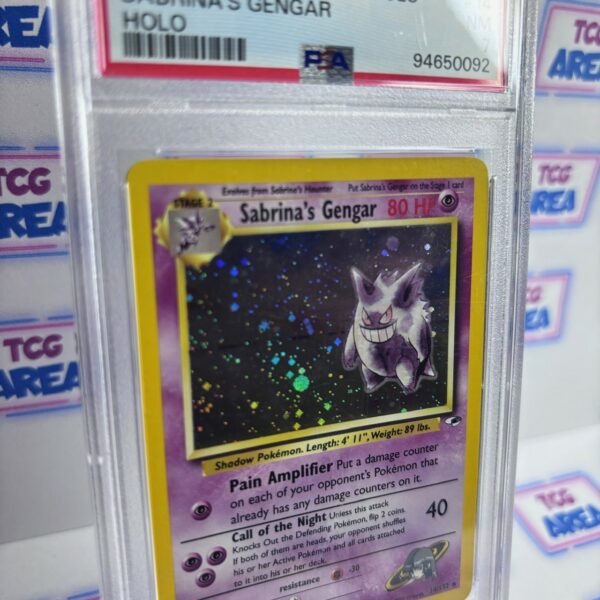 SABRINA'S GENGAR
HOLO
#14
NM
7
PSA
94650092
Evolves from Sabrina's Haunter Put Sabrina's Gengar on the Stage 1 card
STAGE 2
Sabrina's Gengar 80 HP
Shadow Pokémon. Length: 4' 11", Weight: 89 lbs.
Pain Amplifier Put a damage counter
on each of your opponent's Pokémon that
already has any damage counters on it.
Call of the Night Unless this attack
Knocks Out the Defending Pokémon, flip 2 coins.
If both of them are heads, your opponent shuffles
his or her Active Pokémon and all cards attached
to it into his or her deck.
40
resistance -30
14/132
TCG
AREA
TCG
AREA
TCG
AREA
TCG
AREA
TCG
AREA